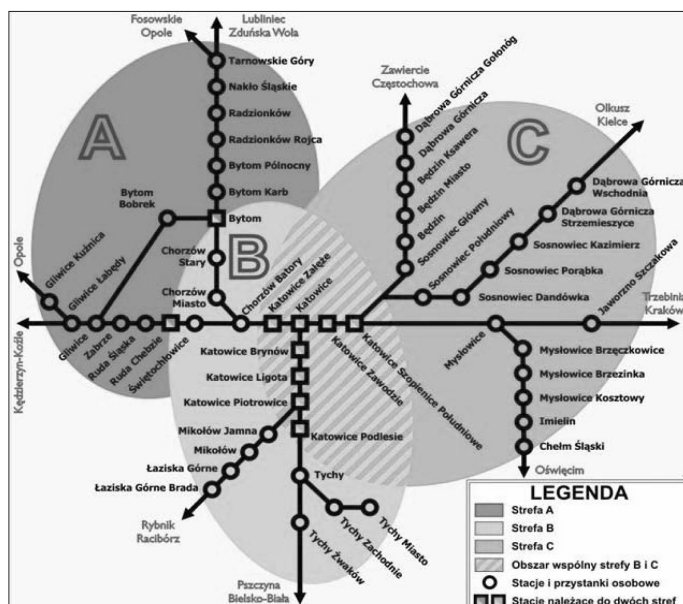 Fosowskie
Opole
Lubliniec
Zduńska Wola
Tarnowskie Góry
Nakło Śląskie
Radzionków
Radzionków Rojca
Bytom Północny
Bytom Karb
Bytom
Bytom
Bobrek
A
Chorzów
Stary
Chorzów
Miasto
B
Opole
Gliwice Kuźnica
Gliwice Łabędy
Kędzierzyn-Koźle
Gliwice
Zabrze
Ruda Śląska
Ruda Chebzie
Świętochłowice
Chorzów Batory
Katowice Załęże
Katowice
Katowice Zawodzie
Katowice Szopienice Południowe
Zawiercie
Częstochowa
Dąbrowa Górnicza Gołonóg
Dąbrowa Górnicza
Będzin Ksawera
Będzin Miasto
Będzin
Sosnowiec Główny
Sosnowiec Południowy
C
Olkusz
Kielce
Dąbrowa Górnicza
Wschodnia
Dąbrowa Górnicza
Strzemieszyce
Sosnowiec Kazimierz
Sosnowiec Porąbka
Sosnowiec Dandówka
Jaworzno Szczakowa
Trzebinia
Kraków
Mysłowice
Mysłowice Brzęczkowice
Mysłowice Brzezinka
Mysłowice Kosztowy
Imielin
Chełm Śląski
Oświęcim
Katowice Brynów
Katowice Ligota
Katowice Piotrowice
Katowice Podlesie
Mikołów Jamna
Mikołów
Łaziska Górne
Łaziska Górne Brada
Rybnik
Racibórz
Tychy
Tychy Zachodnie
Tychy Miasto
Tychy Żwaków
Pszczyna
Bielsko-Biała
LEGENDA
Strefa A
Strefa B
Strefa C
Obszar wspólny strefy B i C
Stacje i przystanki osobowe
Stacje należące do dwóch stref